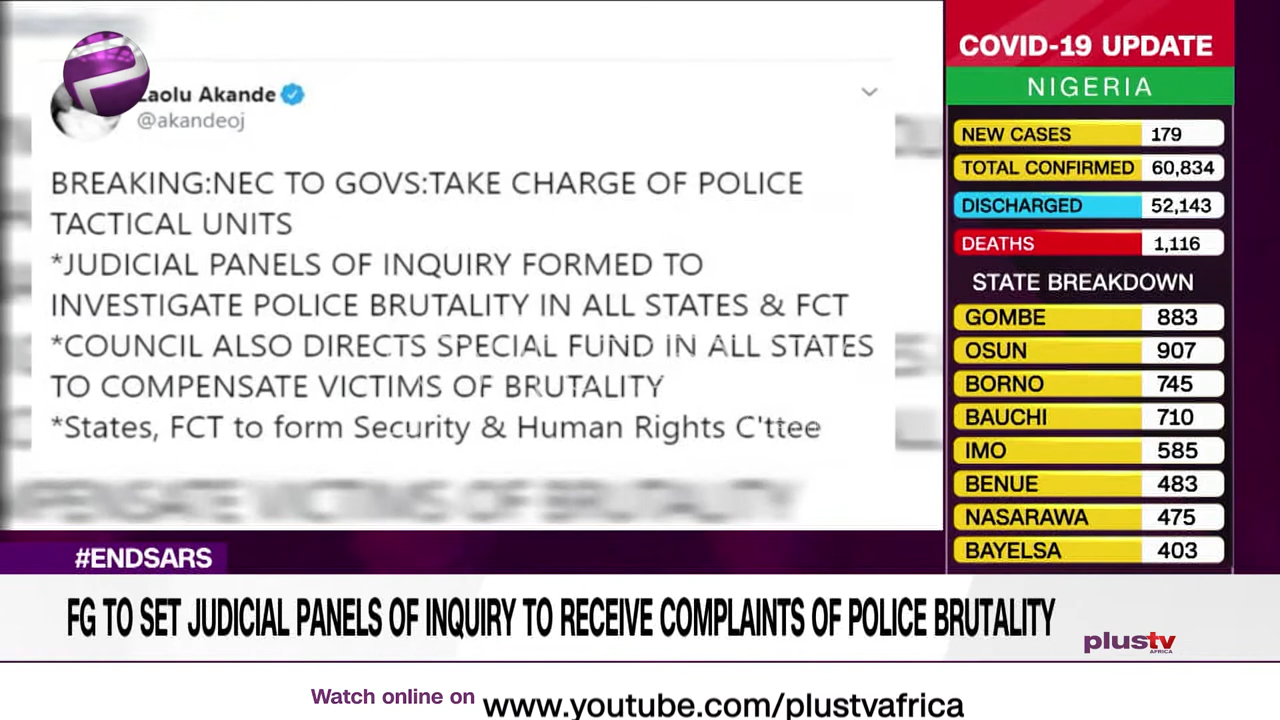 Laolu Akande
@akandeoj
BREAKING:NEC TO GOVS:TAKE CHARGE OF POLICE
TACTICAL UNITS
*JUDICIAL PANELS OF INQUIRY FORMED TO
INVESTIGATE POLICE BRUTALITY IN ALL STATES & FCT
*COUNCIL ALSO DIRECTS SPECIAL FUND IN ALL STATES
TO COMPENSATE VICTIMS OF BRUTALITY
*States, FCT to form Security & Human Rights C'ttee
VICTIMS OF BRUTALITY
COVID-19 UPDATE
NIGERIA
NEW CASES 179
TOTAL CONFIRMED 60,834
DISCHARGED 52,143
DEATHS 1,116
STATE BREAKDOWN
GOMBE 883
OSUN 907
BORNO 745
BAUCHI 710
IMO 585
BENUE 483
NASARAWA 475
BAYELSA 403
#ENDSARS
FG TO SET JUDICIAL PANELS OF INQUIRY TO RECEIVE COMPLAINTS OF POLICE BRUTALITY
plustv
AFRICA
Watch online on www.youtube.com/plustvafrica